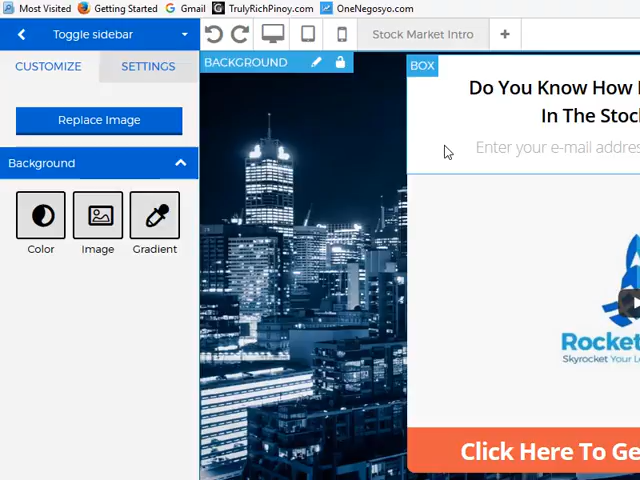 Most Visited Getting Started Gmail TrulyRichPinoy.com OneNegosyo.com
Toggle sidebar
Stock Market Intro +
CUSTOMIZE SETTINGS
BACKGROUND
BOX
Replace Image
Background
Color Image Gradient
Do You Know How
In The Stoc
Enter your e-mail addres
Rocket
Skyrocket Your L
Click Here To Ge